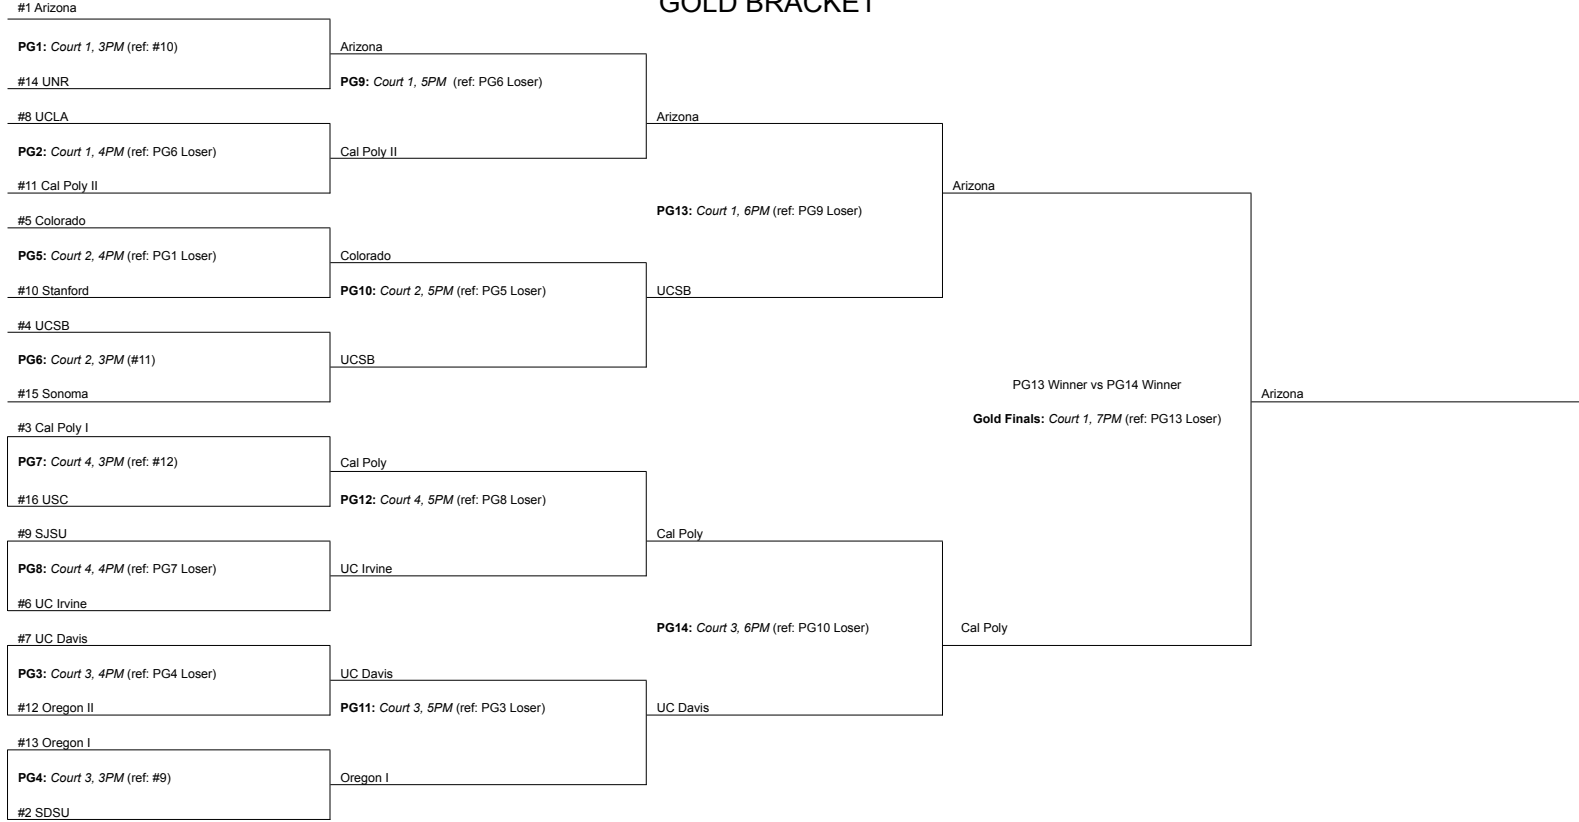 GOLD BRACKET
#1 Arizona
PG1: Court 1, 3PM (ref: #10)
#14 UNR
#8 UCLA
PG2: Court 1, 4PM (ref: PG6 Loser)
#11 Cal Poly II
#5 Colorado
PG5: Court 2, 4PM (ref: PG1 Loser)
#10 Stanford
#4 UCSB
PG6: Court 2, 3PM (#11)
#15 Sonoma
#3 Cal Poly I
PG7: Court 4, 3PM (ref: #12)
#16 USC
#9 SJSU
PG8: Court 4, 4PM (ref: PG7 Loser)
#6 UC Irvine
#7 UC Davis
PG3: Court 3, 4PM (ref: PG4 Loser)
#12 Oregon II
#13 Oregon I
PG4: Court 3, 3PM (ref: #9)
#2 SDSU
Arizona
PG9: Court 1, 5PM (ref: PG6 Loser)
Cal Poly II
Colorado
PG10: Court 2, 5PM (ref: PG5 Loser)
UCSB
Cal Poly
PG12: Court 4, 5PM (ref: PG8 Loser)
UC Irvine
UC Davis
PG11: Court 3, 5PM (ref: PG3 Loser)
Oregon I
Arizona
PG13: Court 1, 6PM (ref: PG9 Loser)
UCSB
Cal Poly
PG14: Court 3, 6PM (ref: PG10 Loser)
UC Davis
Arizona
PG13 Winner vs PG14 Winner
Gold Finals: Court 1, 7PM (ref: PG13 Loser)
Cal Poly
Arizona